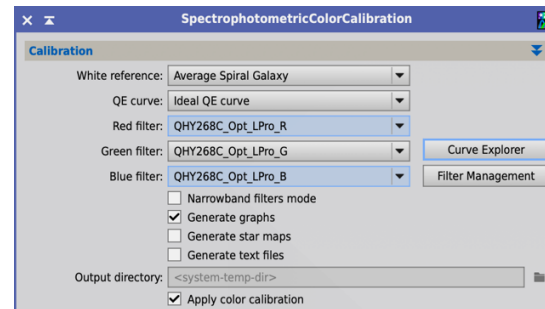 SpectrophotometricColorCalibration
Calibration
White reference: Average Spiral Galaxy
QE curve: Ideal QE curve
Red filter: QHY268C_Opt_LPro_R
Green filter: QHY268C_Opt_LPro_G Curve Explorer
Blue filter: QHY268C_Opt_LPro_B Filter Management
Narrowband filters mode
Generate graphs
Generate star maps
Generate text files
Output directory: <system-temp-dir>
Apply color calibration